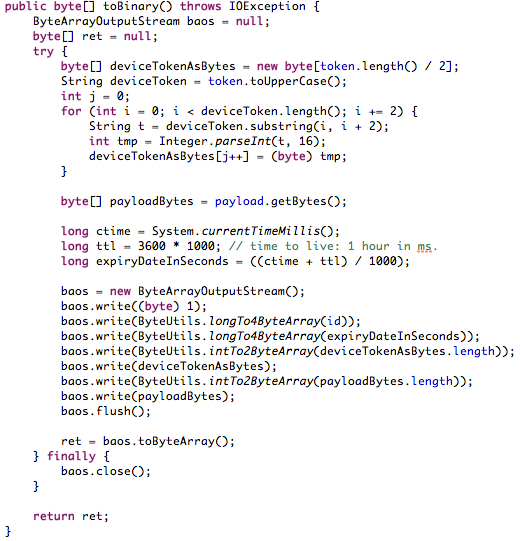 public byte[] toBinary() throws IOException {
    ByteArrayOutputStream baos = null;
    byte[] ret = null;
    try {
        byte[] deviceTokenAsBytes = new byte[token.length() / 2];
        String deviceToken = token.toUpperCase();
        int j = 0;
        for (int i = 0; i < deviceToken.length(); i += 2) {
            String t = deviceToken.substring(i, i + 2);
            int tmp = Integer.parseInt(t, 16);
            deviceTokenAsBytes[j++] = (byte) tmp;
        }

        byte[] payloadBytes = payload.getBytes();

        long ctime = System.currentTimeMillis();
        long ttl = 3600 * 1000; // time to live: 1 hour in ms.
        long expiryDateInSeconds = ((ctime + ttl) / 1000);

        baos = new ByteArrayOutputStream();
        baos.write((byte) 1);
        baos.write(ByteUtils.longTo4ByteArray(id));
        baos.write(ByteUtils.longTo4ByteArray(expiryDateInSeconds));
        baos.write(ByteUtils.intTo2ByteArray(deviceTokenAsBytes.length));
        baos.write(deviceTokenAsBytes);
        baos.write(ByteUtils.intTo2ByteArray(payloadBytes.length));
        baos.write(payloadBytes);
        baos.flush();

        ret = baos.toByteArray();
    } finally {
        baos.close();
    }

    return ret;
}